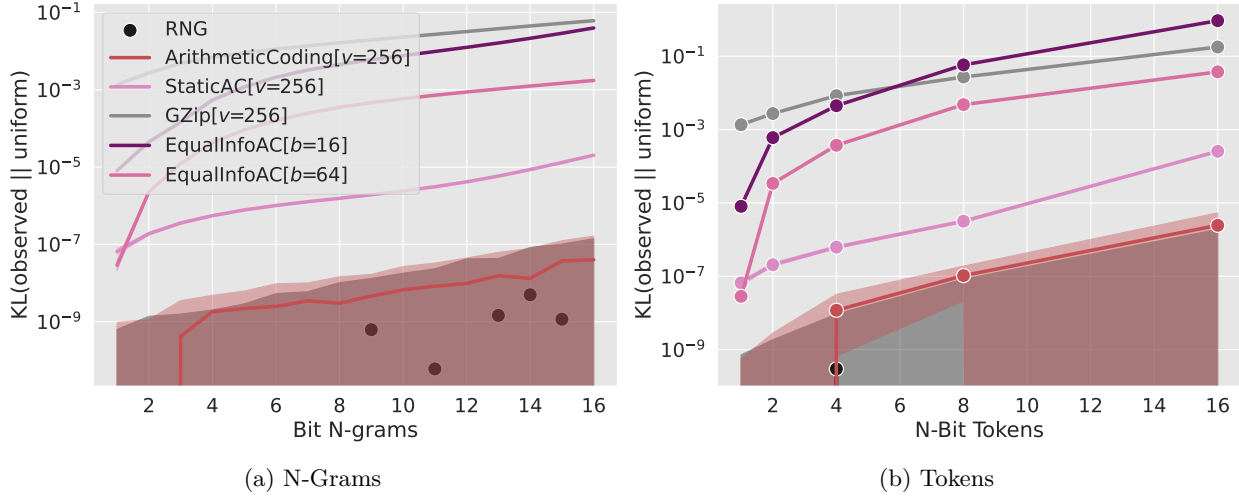 KL(observed || uniform)
10⁻¹
10⁻³
10⁻⁵
10⁻⁷
10⁻⁹
RNG
ArithmeticCoding[v=256]
StaticAC[v=256]
GZip[v=256]
EqualInfoAC[b=16]
EqualInfoAC[b=64]
2 4 6 8 10 12 14 16
Bit N-grams
(a) N-Grams
KL(observed || uniform)
10⁻¹
10⁻³
10⁻⁵
10⁻⁷
10⁻⁹
2 4 6 8 10 12 14 16
N-Bit Tokens
(b) Tokens